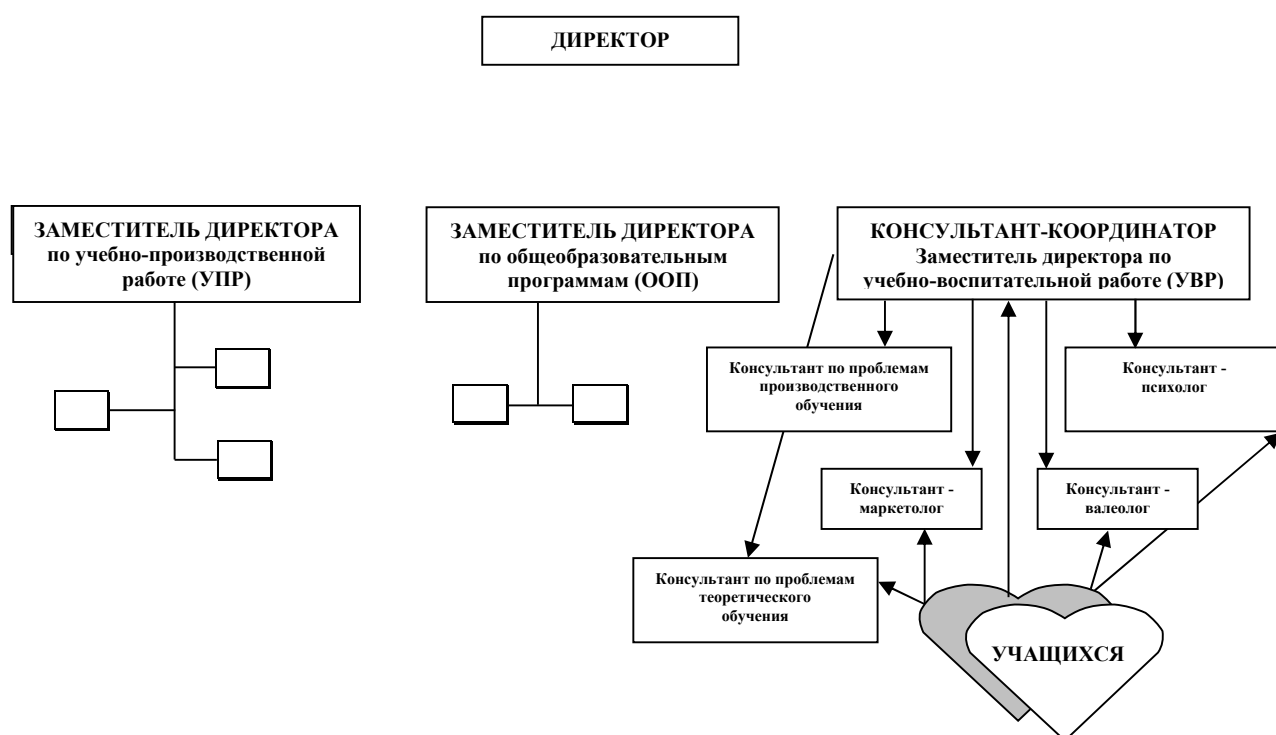 ДИРЕКТОР
ЗАМЕСТИТЕЛЬ ДИРЕКТОРА
по учебно-производственной
работе (УПР)
ЗАМЕСТИТЕЛЬ ДИРЕКТОРА
по общеобразовательным
программам (ООП)
КОНСУЛЬТАНТ-КООРДИНАТОР
Заместитель директора по
учебно-воспитательной работе (УВР)
Консультант по проблемам
производственного
обучения
Консультант -
психолог
Консультант -
маркетолог
Консультант -
валеолог
Консультант по проблемам
теоретического
обучения
УЧАЩИХСЯ